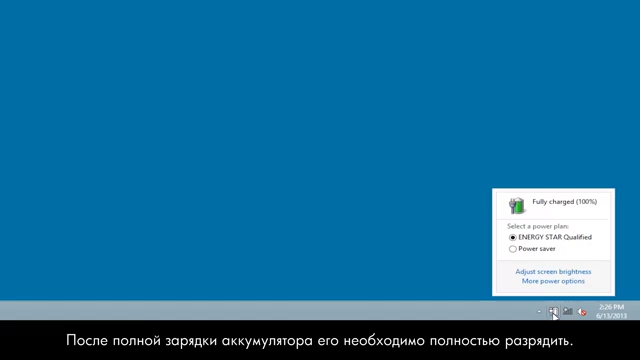 Fully charged (100%)
Select a power plan:
ENERGY STAR Qualified
Power saver
Adjust screen brightness
More power options
2:26 PM
6/13/2013
После полной зарядки аккумулятора его необходимо полностью разрядить.